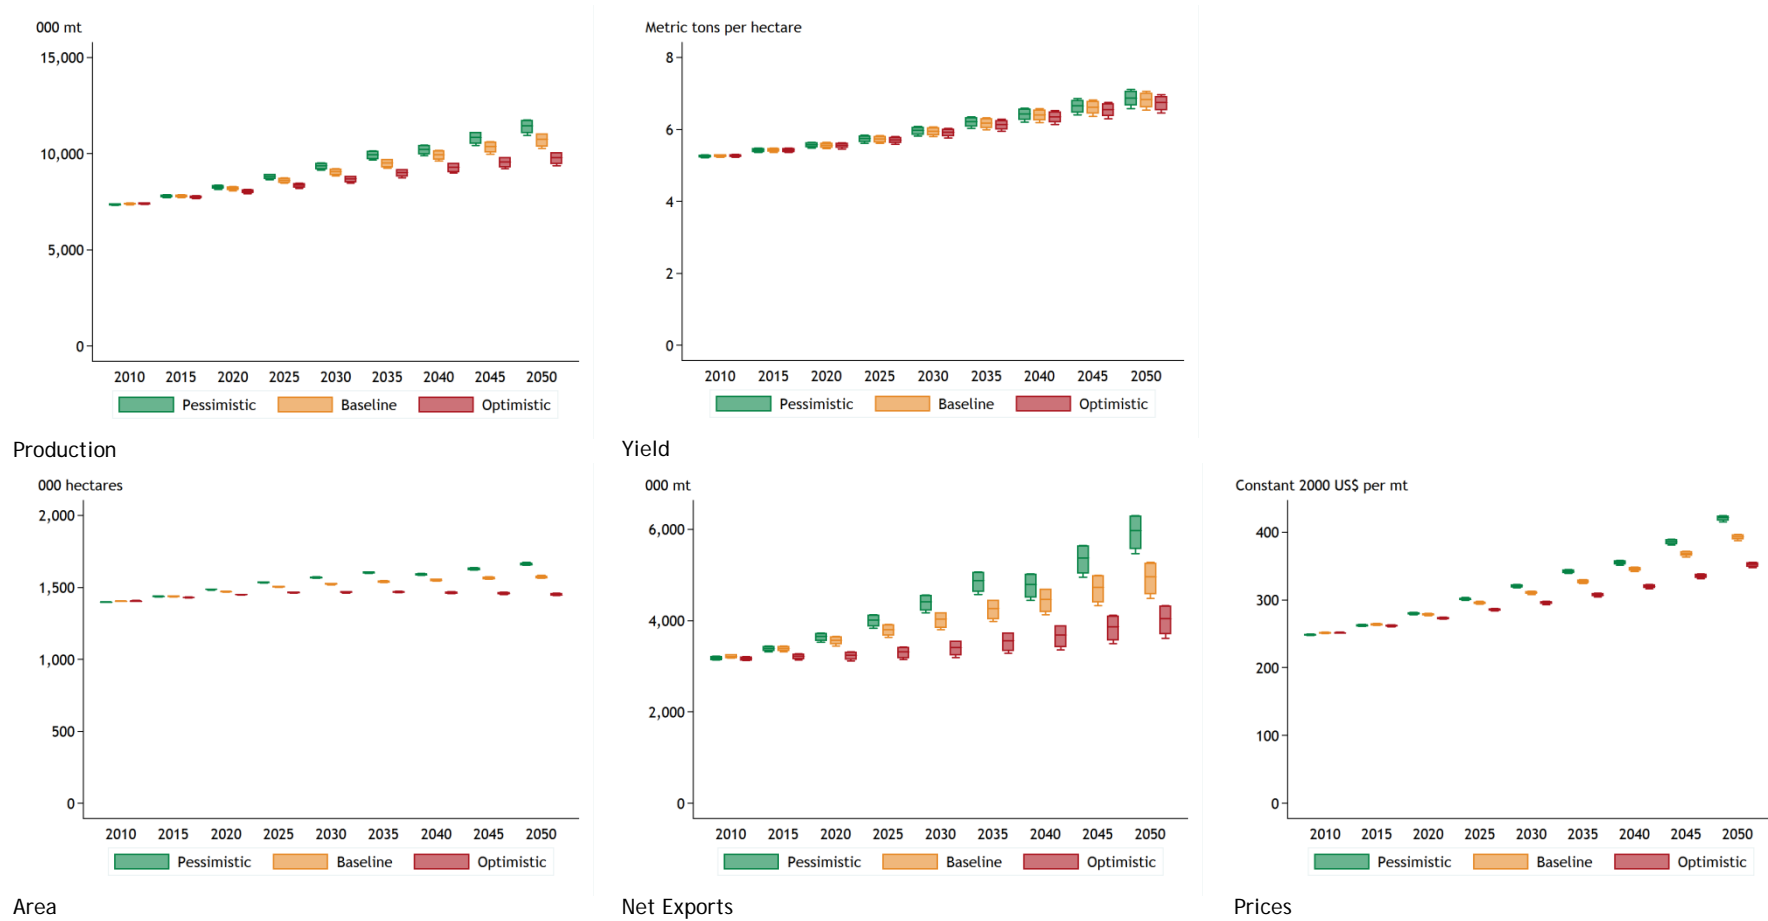 000 mt
15,000
10,000
5,000
0
2010 2015 2020 2025 2030 2035 2040 2045 2050
Pessimistic Baseline Optimistic
Production
Metric tons per hectare
8
6
4
2
0
2010 2015 2020 2025 2030 2035 2040 2045 2050
Pessimistic Baseline Optimistic
Yield
000 hectares
2,000
1,500
1,000
500
0
2010 2015 2020 2025 2030 2035 2040 2045 2050
Pessimistic Baseline Optimistic
Area
000 mt
6,000
4,000
2,000
0
2010 2015 2020 2025 2030 2035 2040 2045 2050
Pessimistic Baseline Optimistic
Net Exports
Constant 2000 US$ per mt
400
300
200
100
0
2010 2015 2020 2025 2030 2035 2040 2045 2050
Pessimistic Baseline Optimistic
Prices